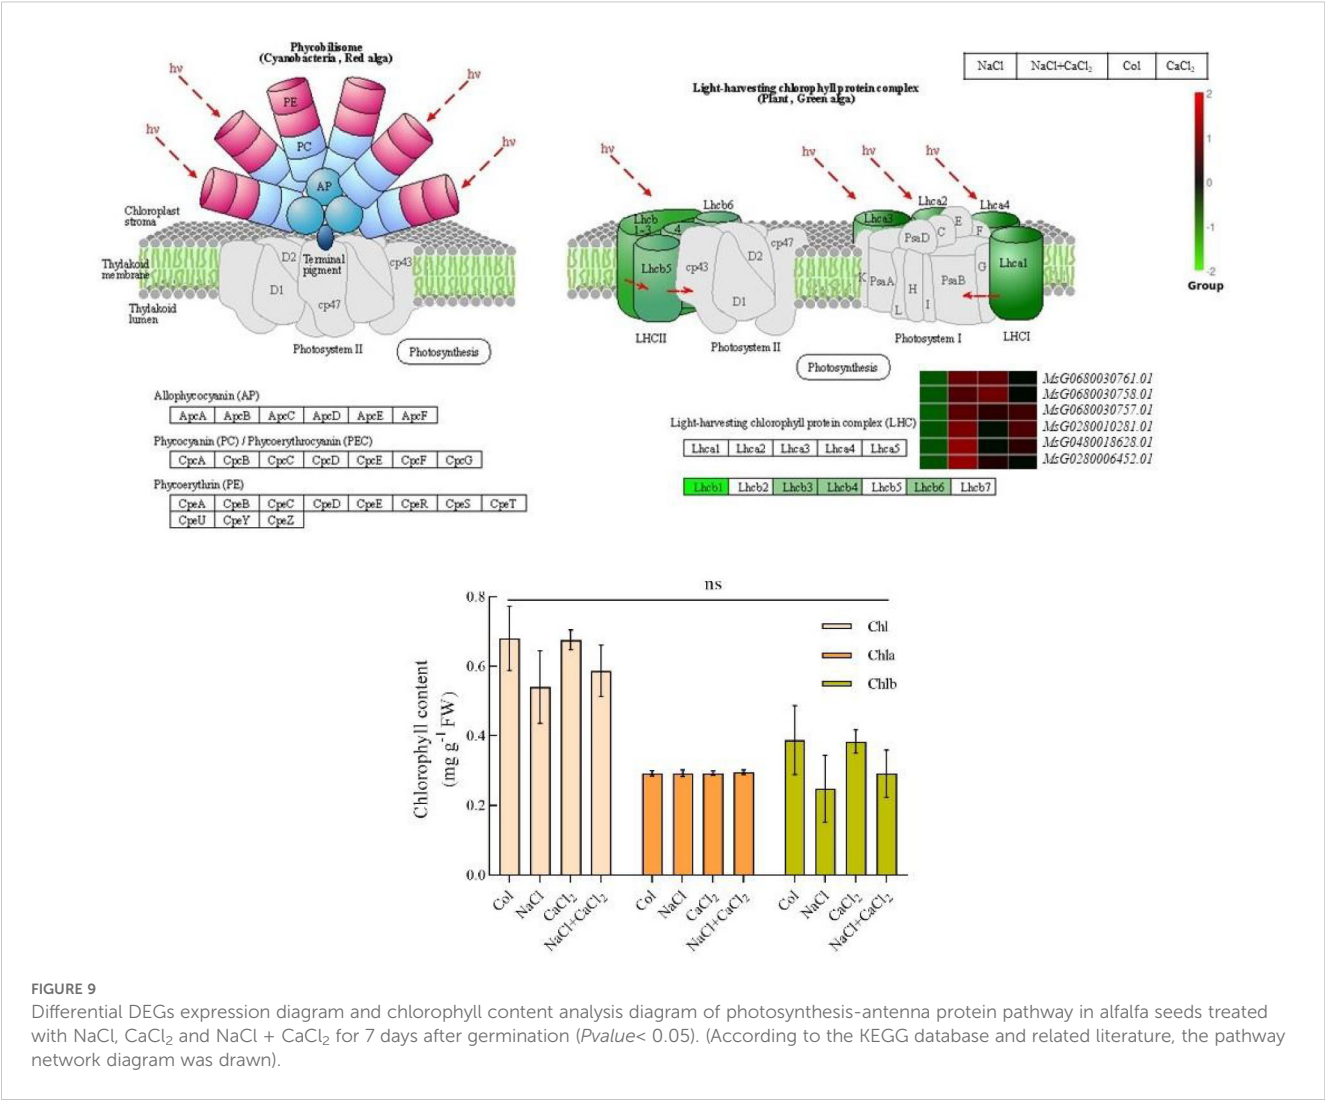 Phycobilisome
(Cyanobacteria , Red alga)
hν
hν
hν
hν
PE
PC
AP
Chloroplast
stroma
Thylakoid
membrane
Thylakoid
lumen
D2
D1
Terminal
pigment
cp47
cp43
Photosystem II
Photosynthesis
Light-harvesting chlorophyll protein complex
(Plant , Green alga)
hν
hν
hν
hν
Lhcb
1-3
4
Lhcb6
Lhcb5
cp43
D2
D1
cp47
LHCII
Photosystem II
Lhca3
Lhca2
Lhca4
Lhca1
PsaD
C
E
F
K
PsaA
L
H
I
PsaB
G
Photosystem I
LHCI
Photosynthesis
NaCl NaCl+CaCl₂ Col CaCl₂
2
1
0
-1
-2
Group
Allophycocyanin (AP)
ApcA ApcB ApcC ApcD ApcE ApcF
Phycocyanin (PC) / Phycoerythrocyanin (PEC)
CpcA CpcB CpcC CpcD CpcE CpcF CpcG
Phycoerythrin (PE)
CpeA CpeB CpeC CpeD CpeE CpeR CpeS CpeT
CpeU CpeY CpeZ
Light-harvesting chlorophyll protein complex (LHC)
Lhca1 Lhca2 Lhca3 Lhca4 Lhca5
Lhcb1 Lhcb2 Lhcb3 Lhcb4 Lhcb5 Lhcb6 Lhcb7
MsG0680030761.01
MsG0680030758.01
MsG0680030757.01
MsG0280010281.01
MsG0480018628.01
MsG0280006452.01
ns
Chlorophyll content
(mg g⁻¹ FW)
0.8
0.6
0.4
0.2
0.0
Chl
Chla
Chlb
Col NaCl CaCl₂ NaCl+CaCl₂
Col NaCl CaCl₂ NaCl+CaCl₂
Col NaCl CaCl₂ NaCl+CaCl₂
FIGURE 9
Differential DEGs expression diagram and chlorophyll content analysis diagram of photosynthesis-antenna protein pathway in alfalfa seeds treated
with NaCl, CaCl₂ and NaCl + CaCl₂ for 7 days after germination (Pvalue< 0.05). (According to the KEGG database and related literature, the pathway
network diagram was drawn).